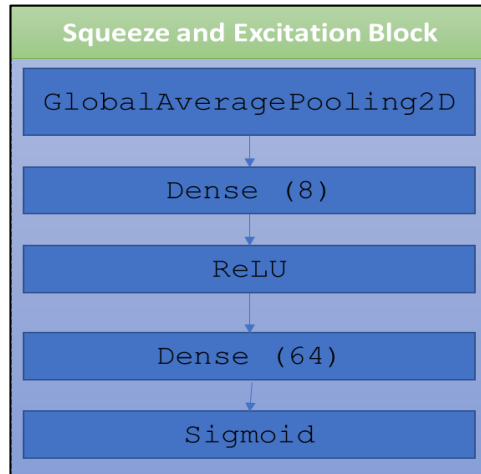 Squeeze and Excitation Block
GlobalAveragePooling2D
Dense (8)
ReLU
Dense (64)
Sigmoid